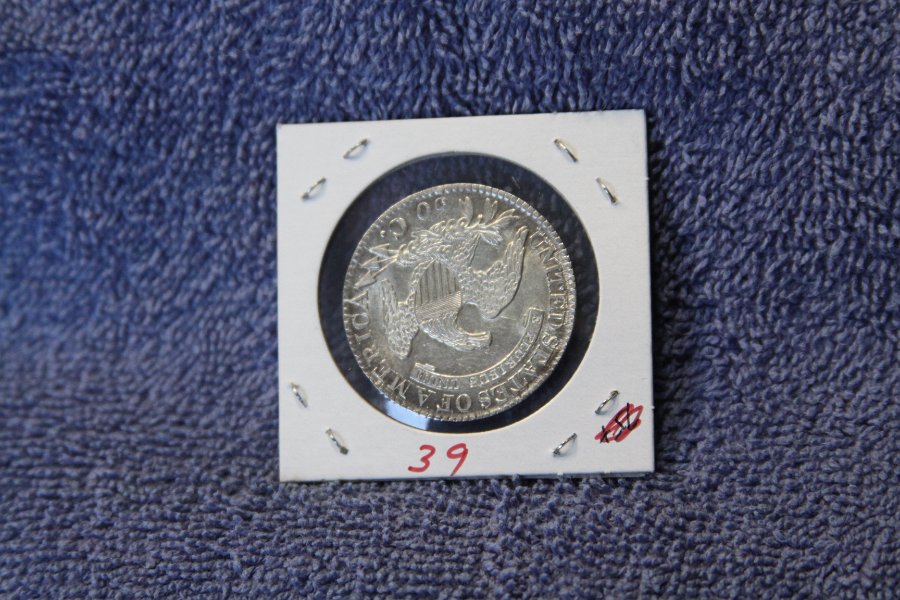 UNITED STATES OF AMERICA
E PLURIBUS UNUM
50 C.
39